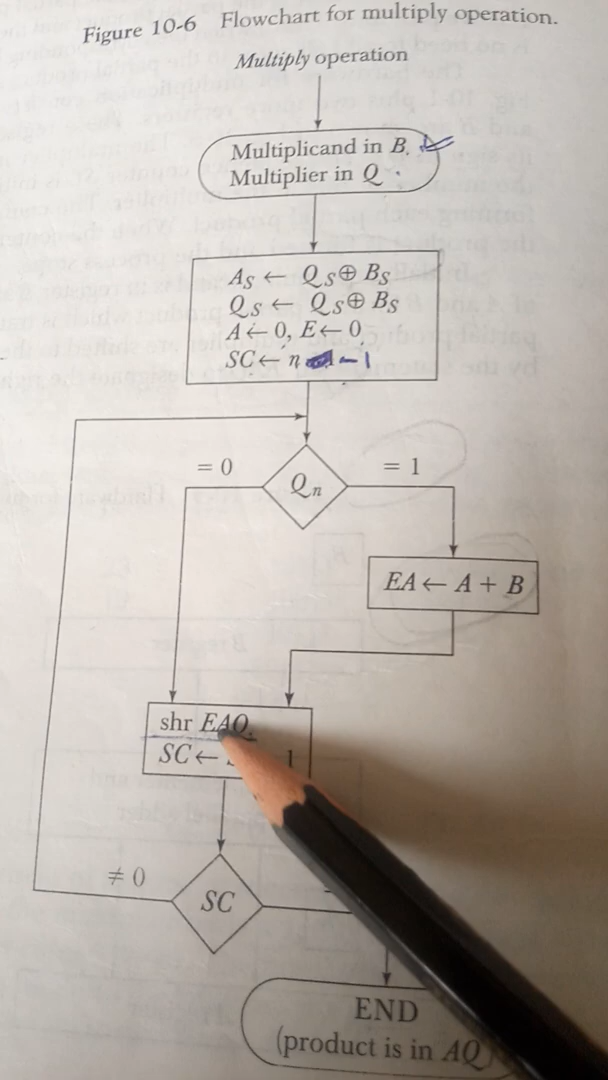 Figure 10-6 Flowchart for multiply operation.
Multiply operation
Multiplicand in B.
Multiplier in Q
A_S ← Q_S ⊕ B_S
Q_S ← Q_S ⊕ B_S
A ← 0, E ← 0
SC ← n - 1
= 0
Q_n
= 1
EA ← A + B
shr EAQ
SC ← 1
≠ 0
SC
END
(product is in AQ